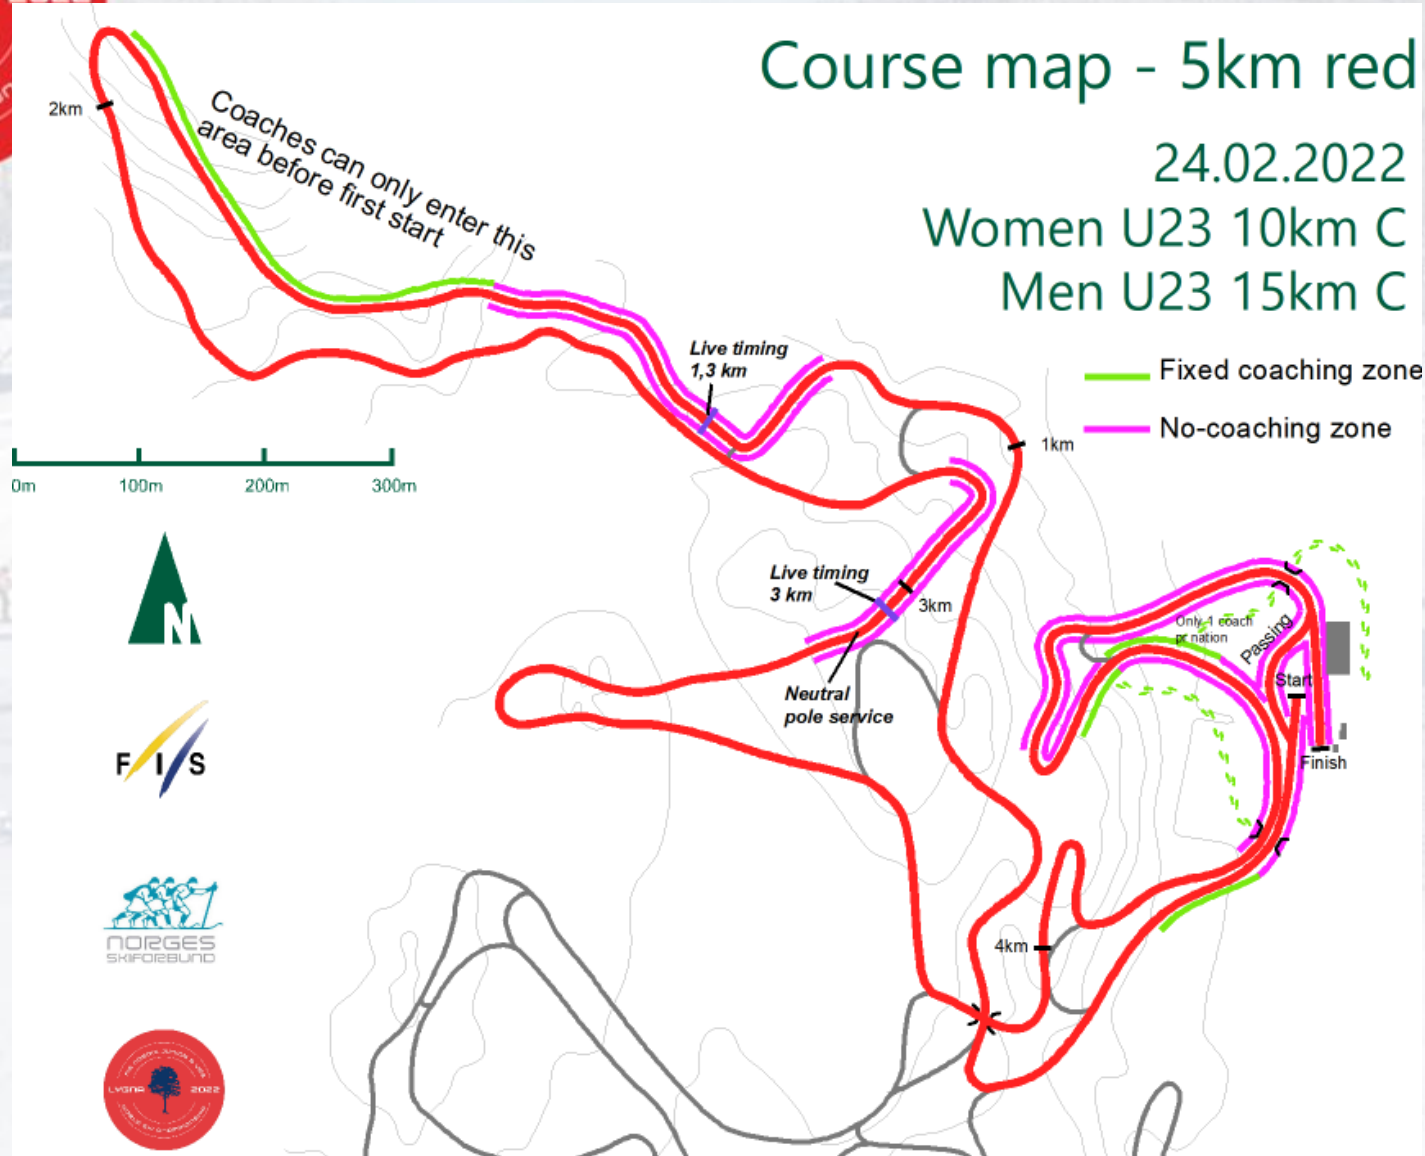 Course map - 5km red
24.02.2022
Women U23 10km C
Men U23 15km C
Fixed coaching zone
No-coaching zone
2km
Coaches can only enter this
area before first start
Live timing
1,3 km
1km
0m 100m 200m 300m
Live timing
3 km
3km
Neutral
pole service
Only 1 coach
pr nation
Passing
Start
Finish
4km
N
F I S
NORGES
SKIFORBUND
LYGNA 2022